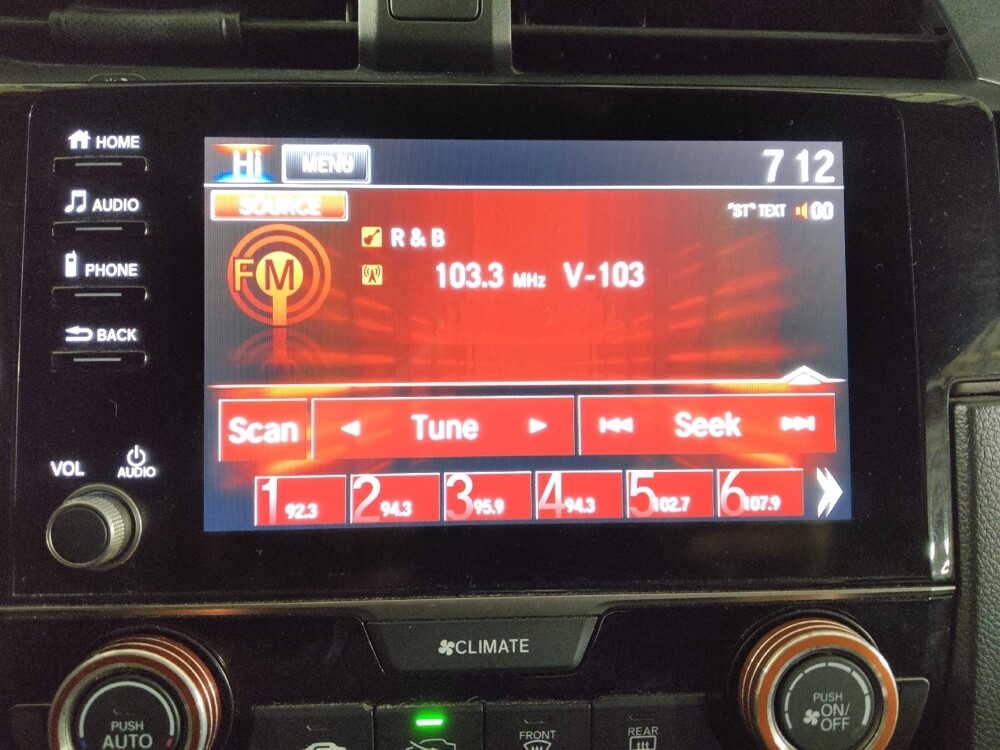 HOME
AUDIO
PHONE
BACK
VOL
AUDIO
Hi MENU 7 12
SOURCE
"ST" TEXT 00
FM
R & B
103.3 MHz V-103
Scan Tune Seek
1 92.3 2 94.3 3 95.9 4 94.3 5 102.7 6 107.9
CLIMATE
PUSH
AUTO
FRONT
REAR
PUSH
ON/
OFF